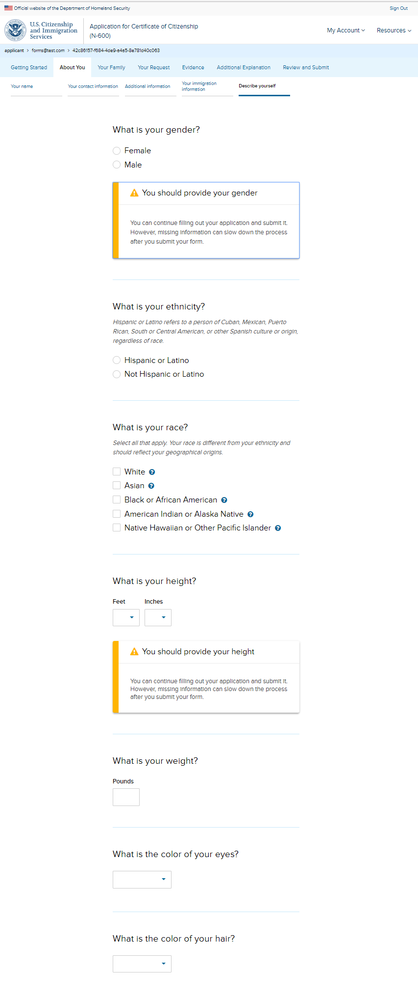 Official website of the Department of Homeland Security
Sign Out
U.S. Citizenship
and Immigration
Services
Application for Certificate of Citizenship
(N-600)
My Account
Resources
applicant > forms@test.com > 42c86157-f684-4de9-a4a5-8e781d40c063
Getting Started
About You
Your Family
Your Request
Evidence
Additional Explanation
Review and Submit
Your name
Your contact information
Additional information
Your immigration
information
Describe yourself
What is your gender?
Female
Male
You should provide your gender
You can continue filling out your application and submit it.
However, missing information can slow down the process
after you submit your form.
What is your ethnicity?
Hispanic or Latino refers to a person of Cuban, Mexican, Puerto
Rican, South or Central American, or other Spanish culture or origin,
regardless of race.
Hispanic or Latino
Not Hispanic or Latino
What is your race?
Select all that apply. Your race is different from your ethnicity and
should reflect your geographical origins.
White ?
Asian ?
Black or African American ?
American Indian or Alaska Native ?
Native Hawaiian or Other Pacific Islander ?
What is your height?
Feet
Inches
You should provide your height
You can continue filling out your application and submit it.
However, missing information can slow down the process
after you submit your form.
What is your weight?
Pounds
What is the color of your eyes?
What is the color of your hair?